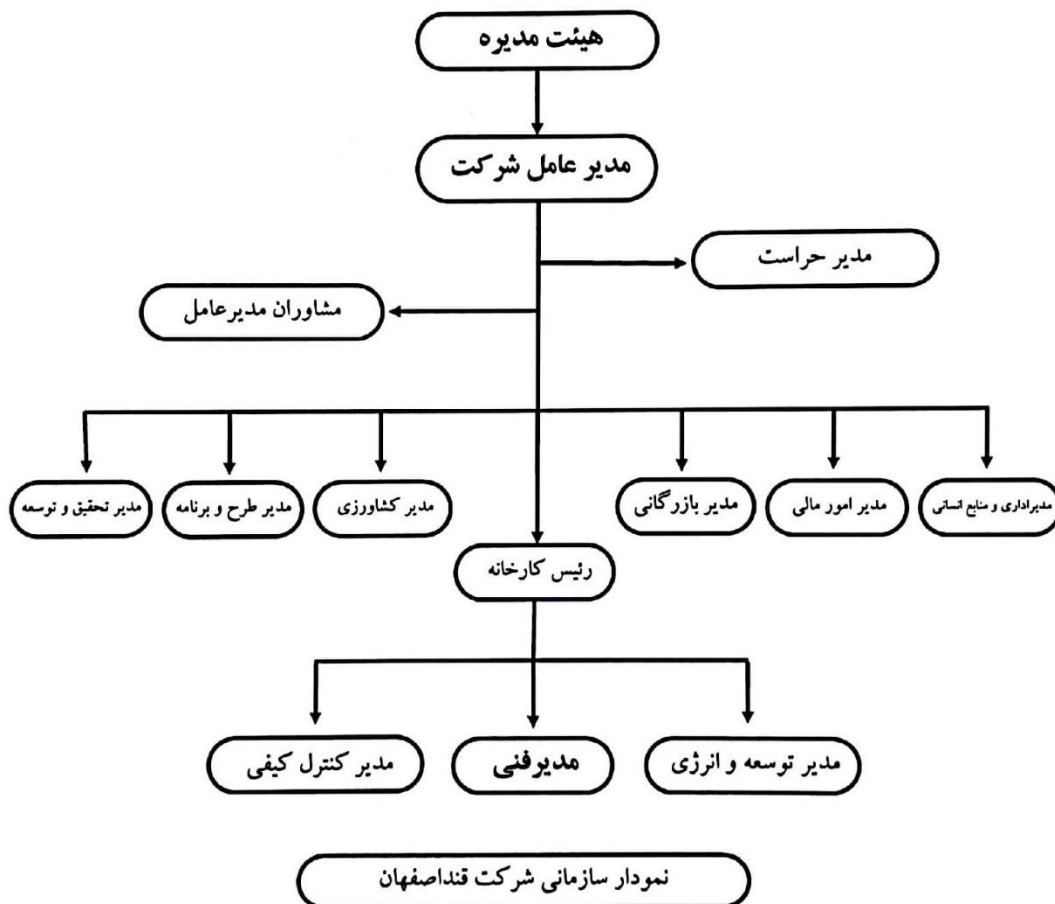 هیئت مدیره
مدیر عامل شرکت
مدیر حراست
مشاوران مدیرعامل
مدیراداری و منابع انسانی
مدیر امور مالی
مدیر بازرگانی
مدیر کشاورزی
مدیر طرح و برنامه
مدیر تحقیق و توسعه
رئیس کارخانه
مدیر توسعه و انرژی
مدیرفنی
مدیر کنترل کیفی
نمودار سازمانی شرکت قنداصفهان